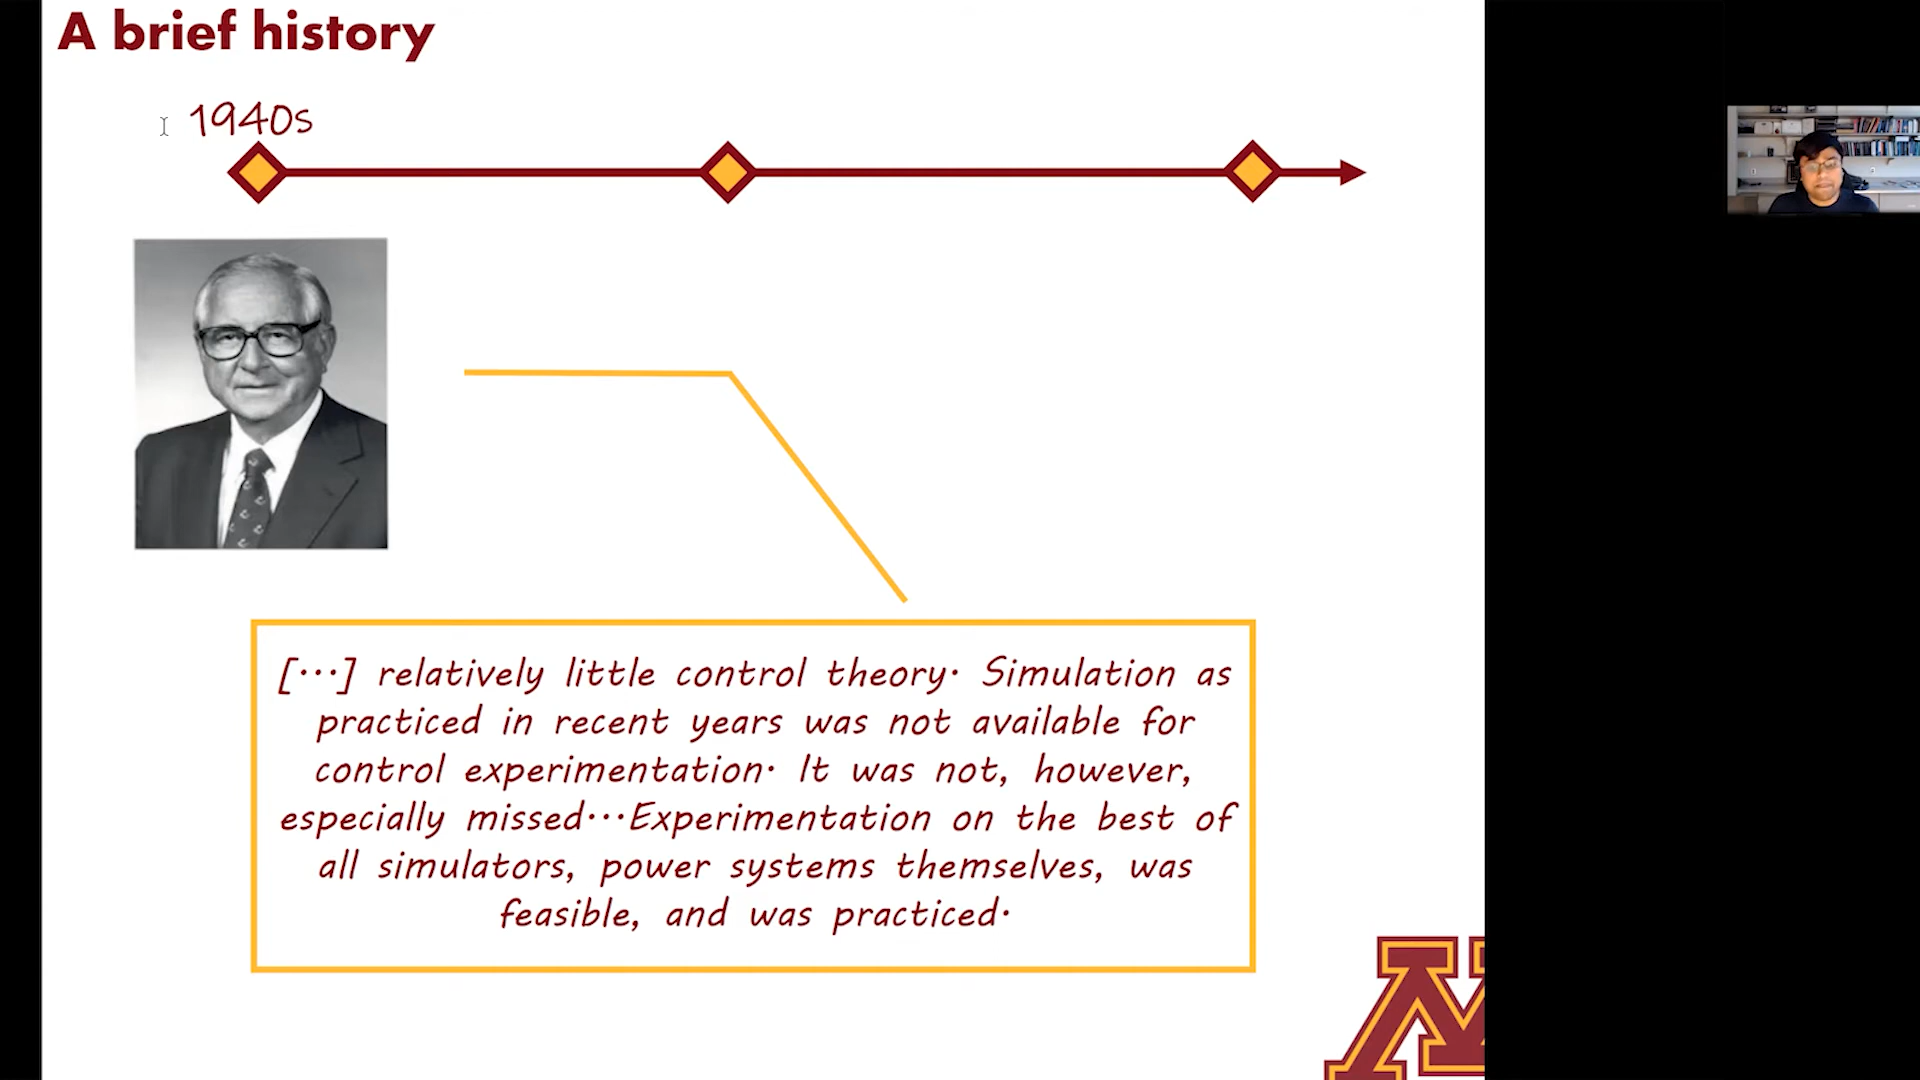 A brief history
1940s
[...] relatively little control theory. Simulation as
practiced in recent years was not available for
control experimentation. It was not, however,
especially missed...Experimentation on the best of
all simulators, power systems themselves, was
feasible, and was practiced.
M